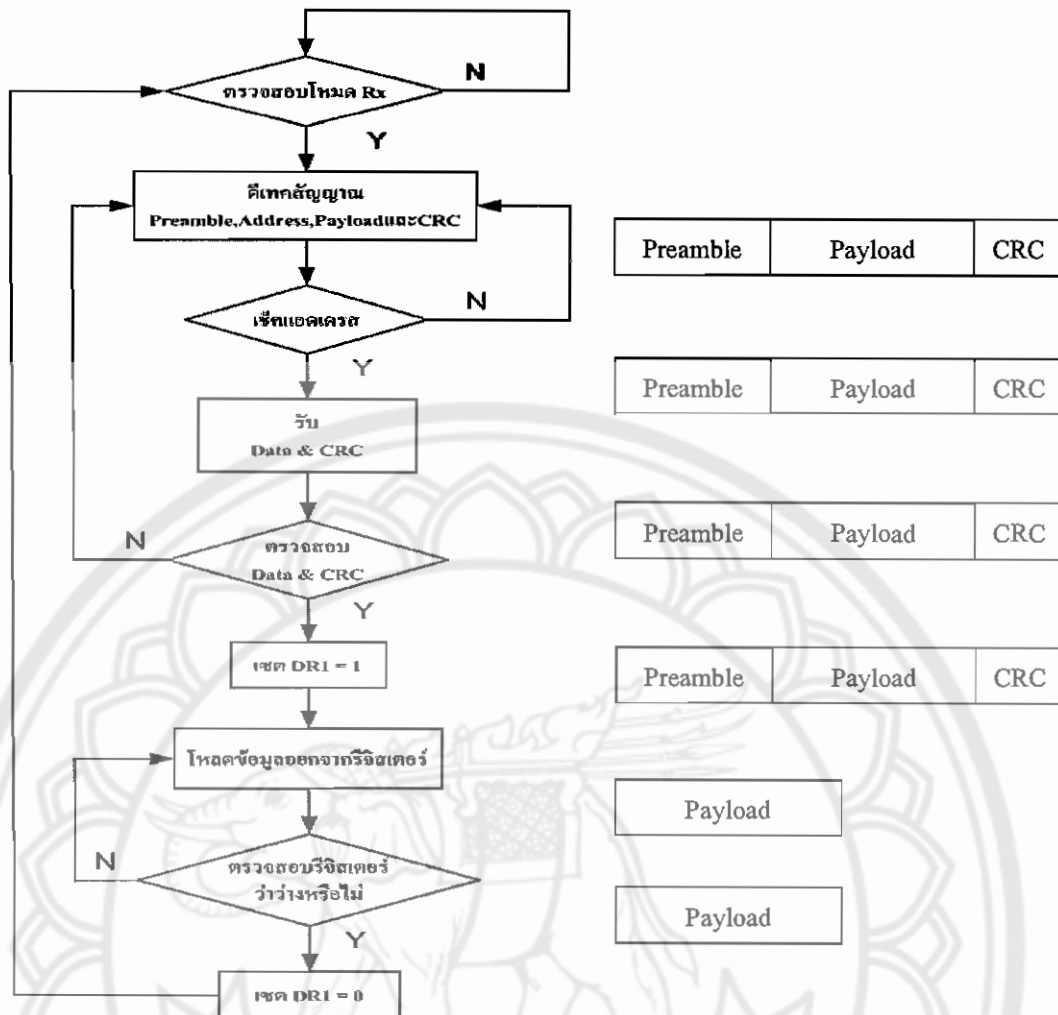 N
ตรวจสอบโหมด Rx
Y
ดีเทคสัญญาณ
Preamble,Address,PayloadและCRC
Preamble Payload CRC
N
เช็กแอดเดรส
Y
Preamble Payload CRC
รับ
Data & CRC
Preamble Payload CRC
N
ตรวจสอบ
Data & CRC
Y
เซต DR1 = 1
Preamble Payload CRC
โหลดข้อมูลออกจากรีจิสเตอร์
Payload
N
ตรวจสอบรีจิสเตอร์
ว่าว่างหรือไม่
Payload
Y
เซต DR1 = 0